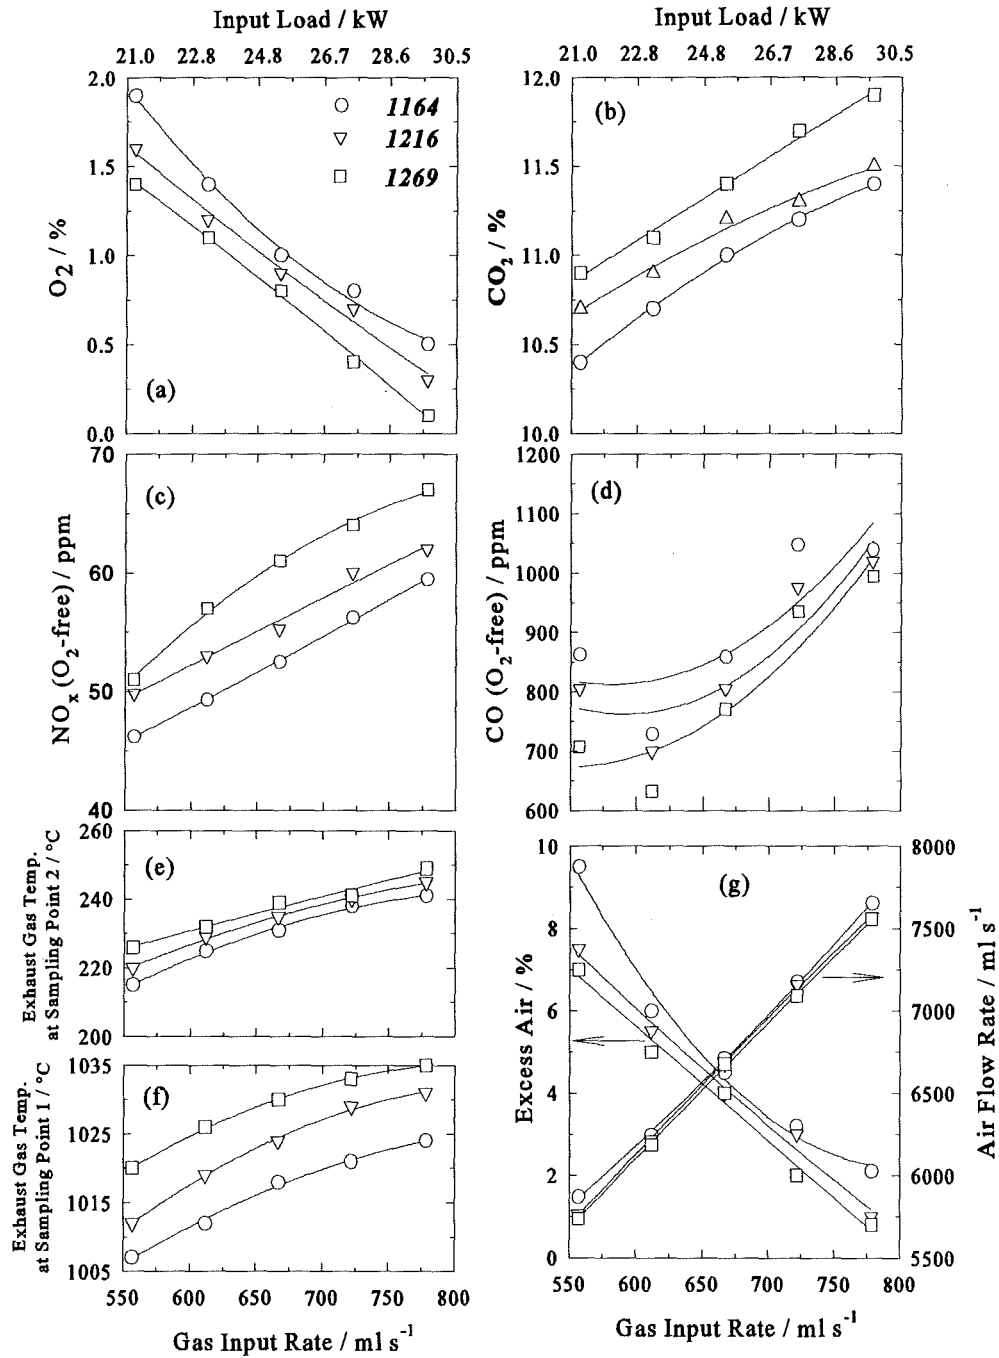 Input Load / kW
Input Load / kW
21.0 22.8 24.8 26.7 28.6 30.5
21.0 22.8 24.8 26.7 28.6 30.5
2.0
1.5
1.0
0.5
0.0
O₂ / %
1164
1216
1269
(a)
12.0
11.5
11.0
10.5
10.0
CO₂ / %
(b)
70
60
50
40
NOₓ (O₂-free) / ppm
(c)
1200
1100
1000
900
800
700
600
CO (O₂-free) / ppm
(d)
260
240
220
200
Exhaust Gas Temp.
at Sampling Point 2 / °C
(e)
1035
1025
1015
1005
Exhaust Gas Temp.
at Sampling Point 1 / °C
(f)
550 600 650 700 750 800
Gas Input Rate / ml s⁻¹
10
8
6
4
2
0
Excess Air / %
(g)
8000
7500
7000
6500
6000
5500
Air Flow Rate / ml s⁻¹
550 600 650 700 750 800
Gas Input Rate / ml s⁻¹